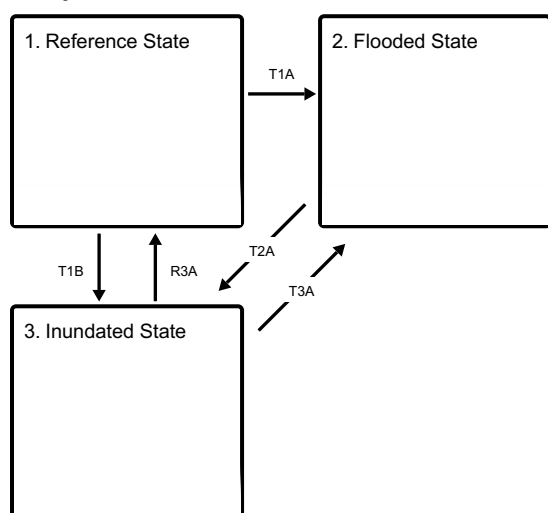 1. Reference State
2. Flooded State
T1A
T2A
T1B
R3A
T3A
3. Inundated State